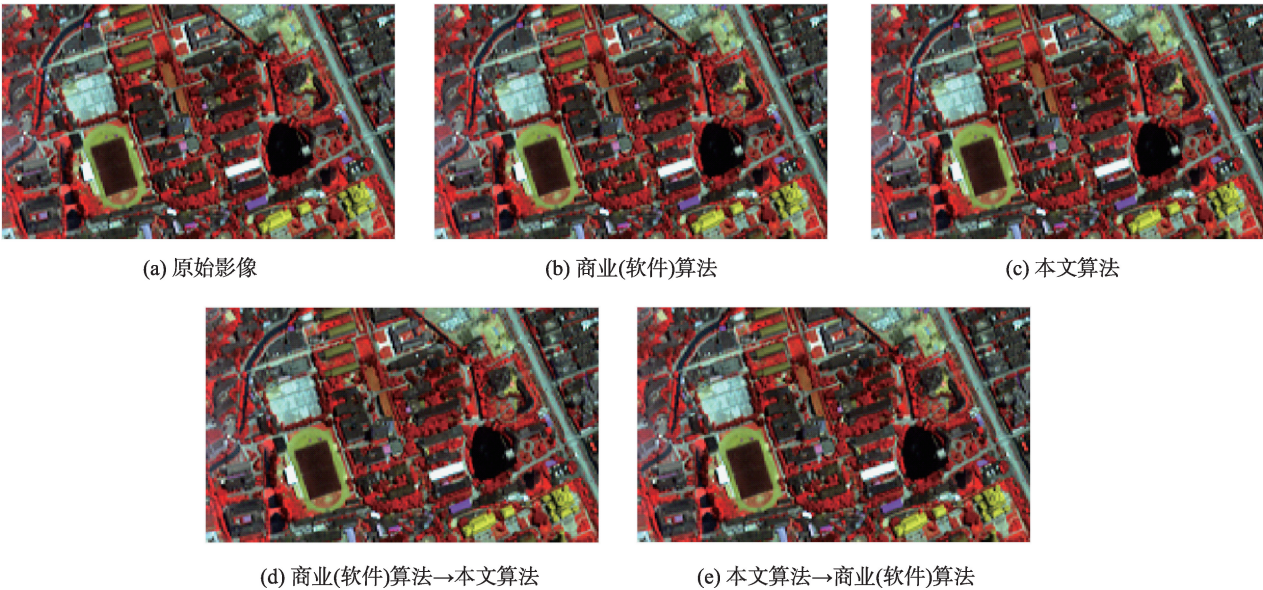 (a) 原始影像
(b) 商业(软件)算法
(c) 本文算法
(d) 商业(软件)算法→本文算法
(e) 本文算法→商业(软件)算法